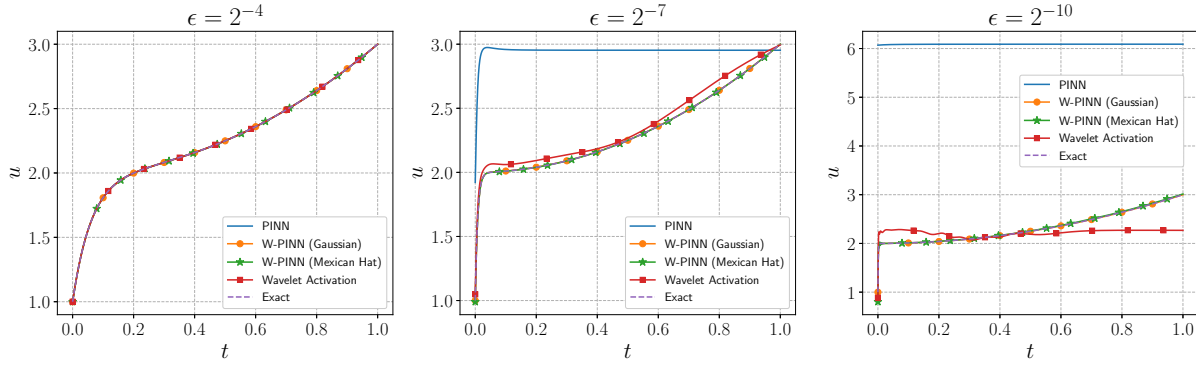 ϵ = 2⁻⁴
3.0
2.5
2.0
1.5
1.0
u
0.0 0.2 0.4 0.6 0.8 1.0
t
PINN
W-PINN (Gaussian)
W-PINN (Mexican Hat)
Wavelet Activation
Exact
ϵ = 2⁻⁷
3.0
2.5
2.0
1.5
1.0
u
0.0 0.2 0.4 0.6 0.8 1.0
t
PINN
W-PINN (Gaussian)
W-PINN (Mexican Hat)
Wavelet Activation
Exact
ϵ = 2⁻¹⁰
6
5
4
3
2
1
u
0.0 0.2 0.4 0.6 0.8 1.0
t
PINN
W-PINN (Gaussian)
W-PINN (Mexican Hat)
Wavelet Activation
Exact